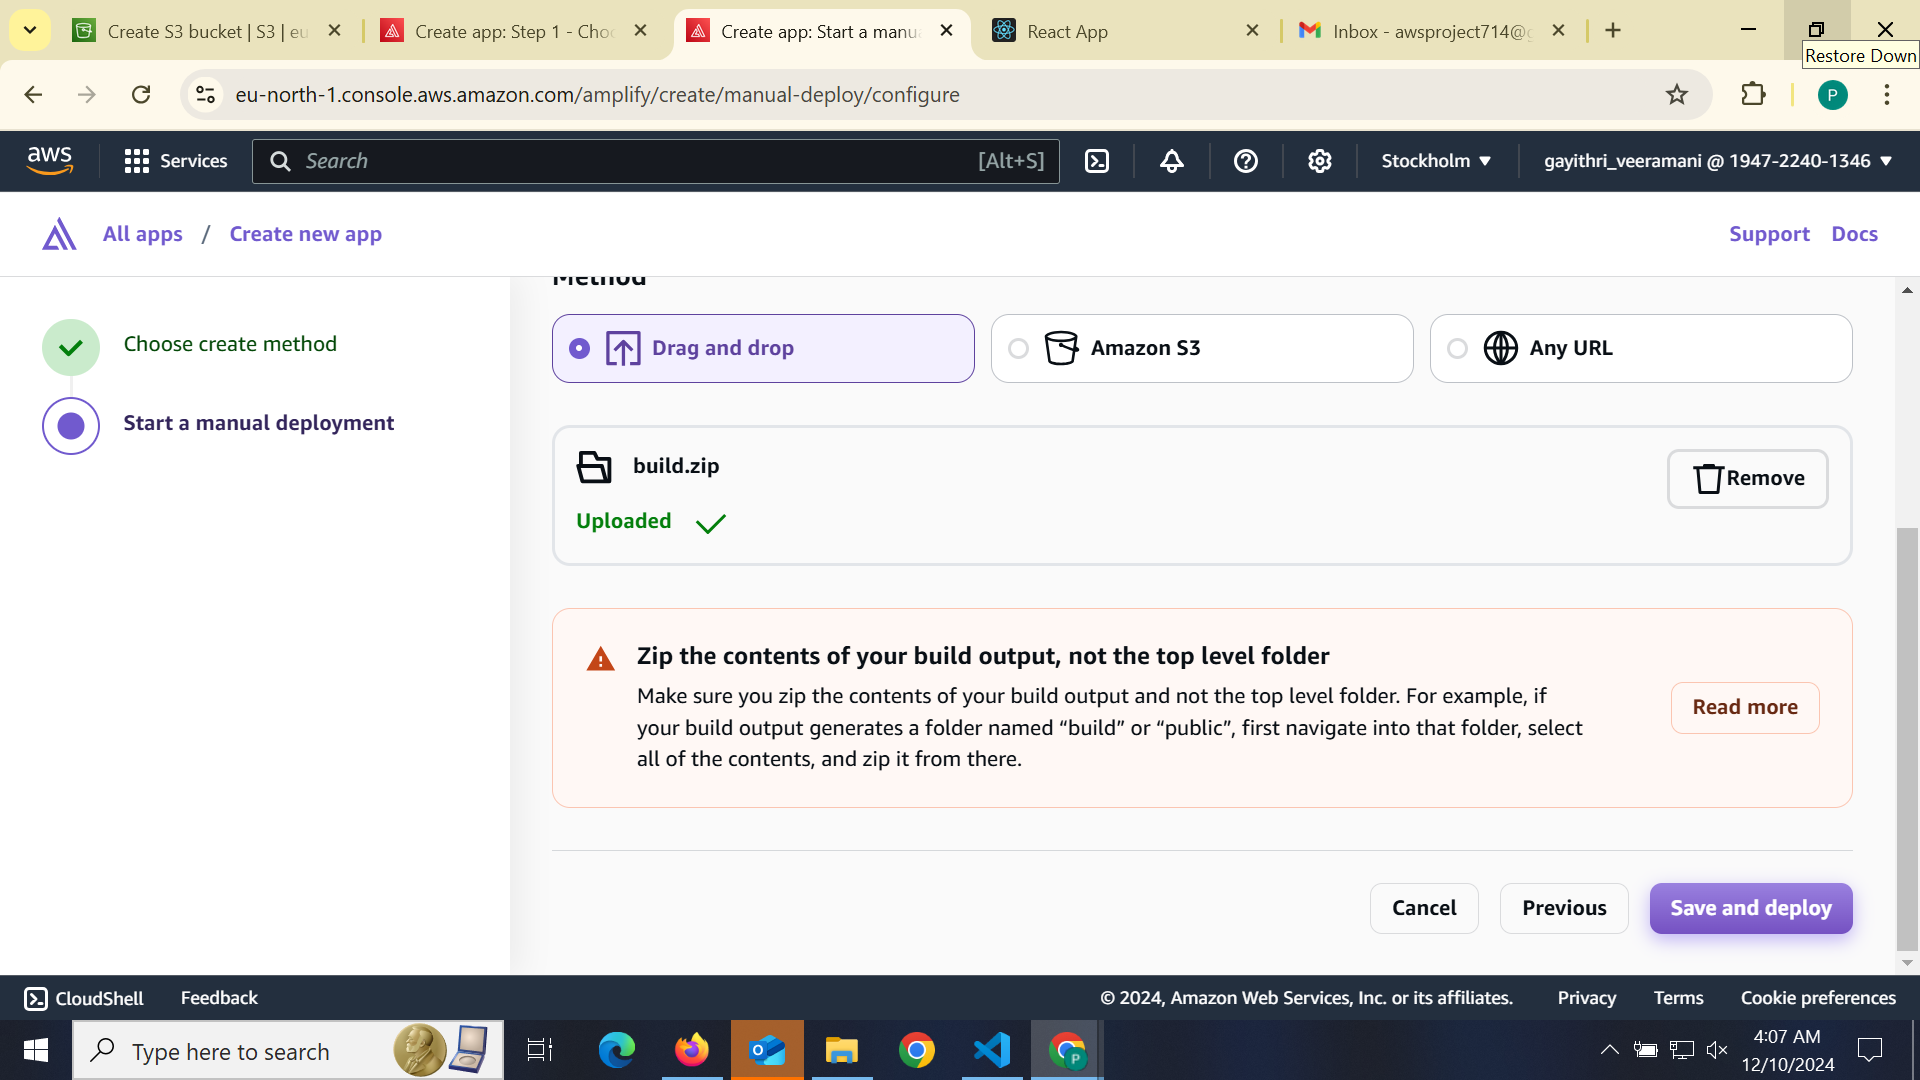 Create S3 bucket | S3 | eu
Create app: Step 1 - Choo
Create app: Start a manu
React App
Inbox - awsproject714@g
Restore Down
eu-north-1.console.aws.amazon.com/amplify/create/manual-deploy/configure
P
aws
Services
Search
[Alt+S]
Stockholm
gayithri_veeramani @ 1947-2240-1346
All apps / Create new app
Support
Docs
Choose create method
Start a manual deployment
Method
Drag and drop
Amazon S3
Any URL
build.zip
Remove
Uploaded
Zip the contents of your build output, not the top level folder
Make sure you zip the contents of your build output and not the top level folder. For example, if
your build output generates a folder named “build” or “public”, first navigate into that folder, select
all of the contents, and zip it from there.
Read more
Cancel
Previous
Save and deploy
CloudShell
Feedback
© 2024, Amazon Web Services, Inc. or its affiliates.
Privacy
Terms
Cookie preferences
Type here to search
P
4:07 AM
12/10/2024